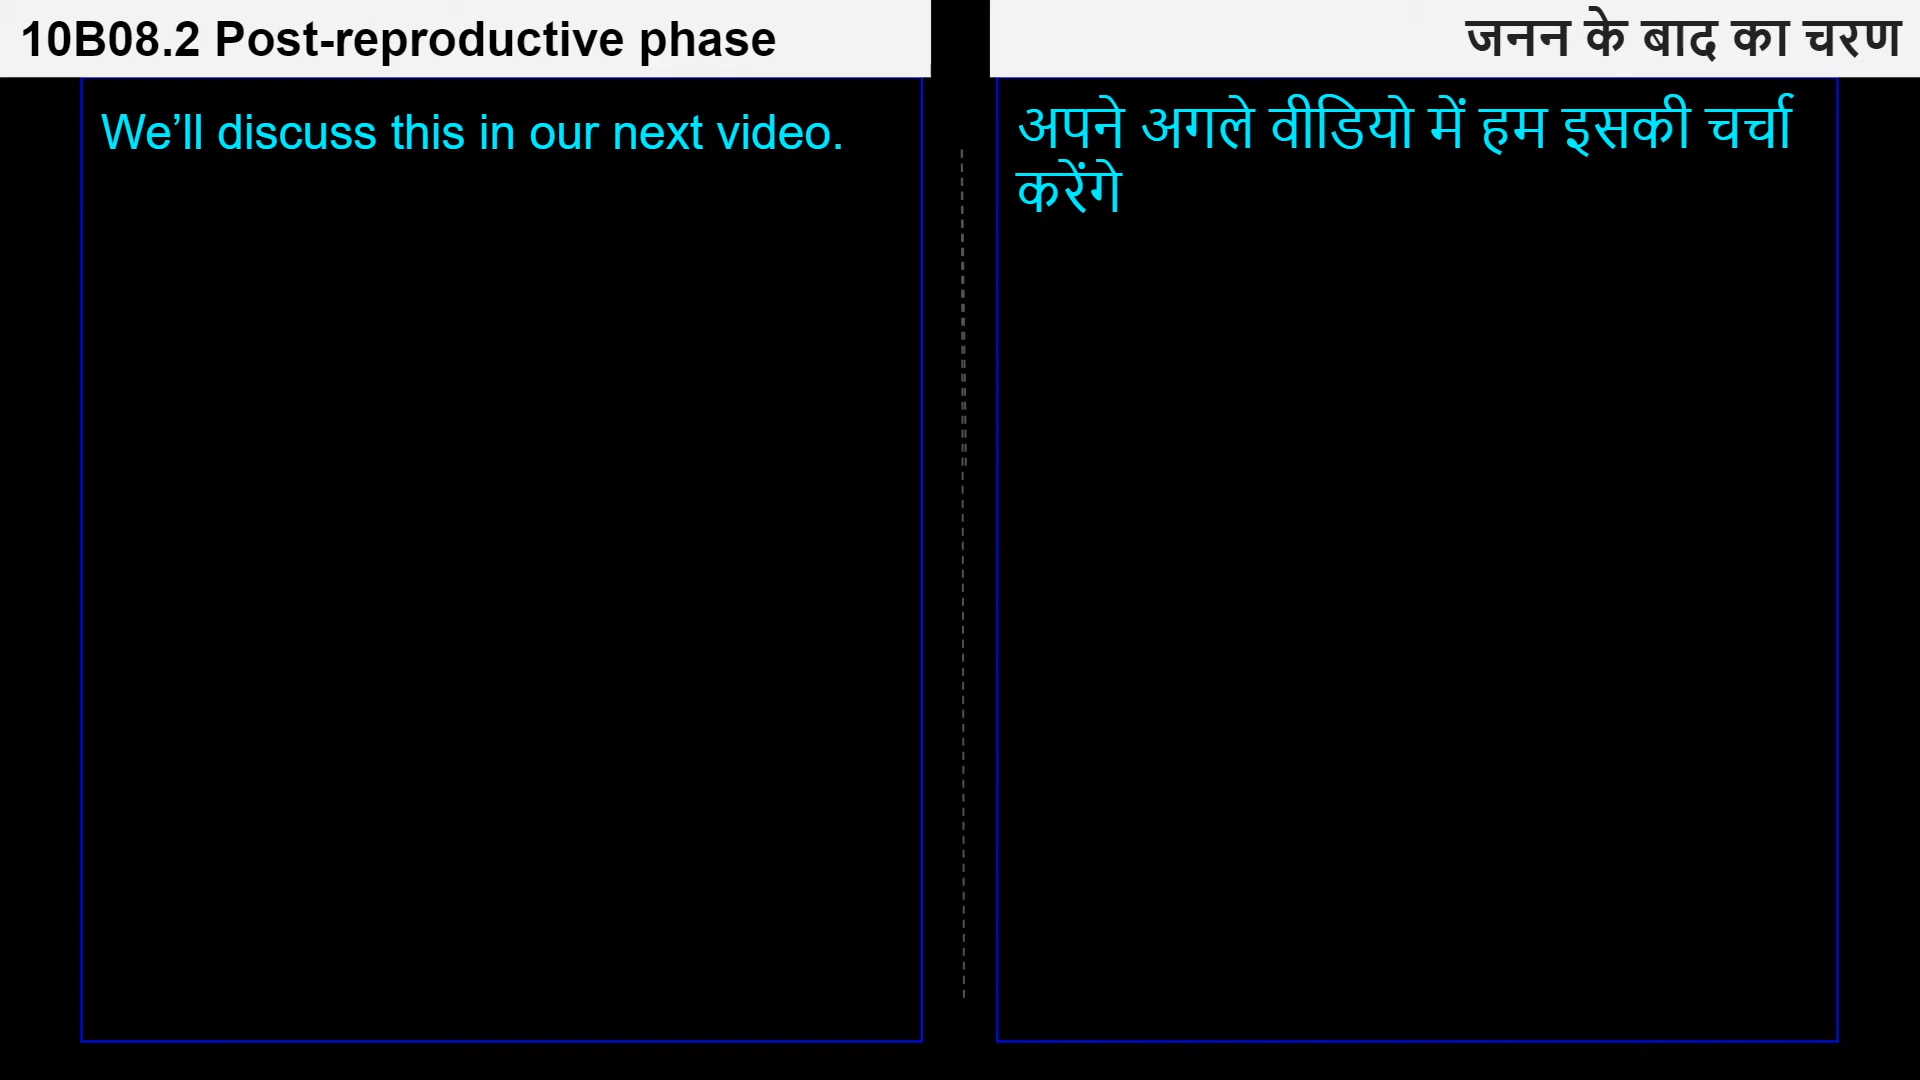 10B08.2 Post-reproductive phase
जनन के बाद का चरण
We’ll discuss this in our next video.
अपने अगले वीडियो में हम इसकी चर्चा
करेंगे